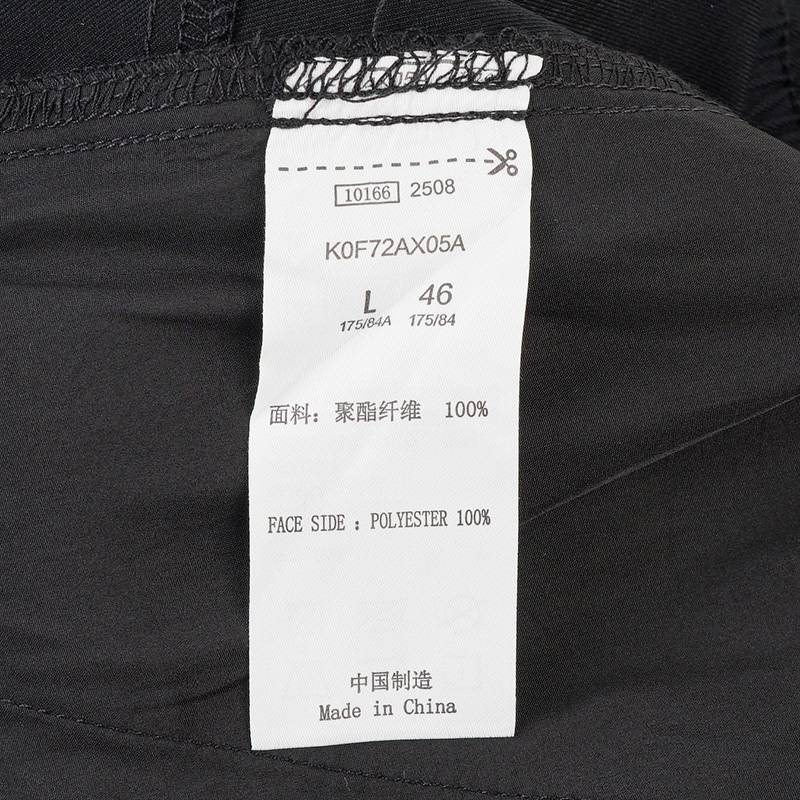 10166 2508
K0F72AX05A
L 46
175/84A 175/84
面料: 聚酯纤维 100%
FACE SIDE : POLYESTER 100%
中国制造
Made in China